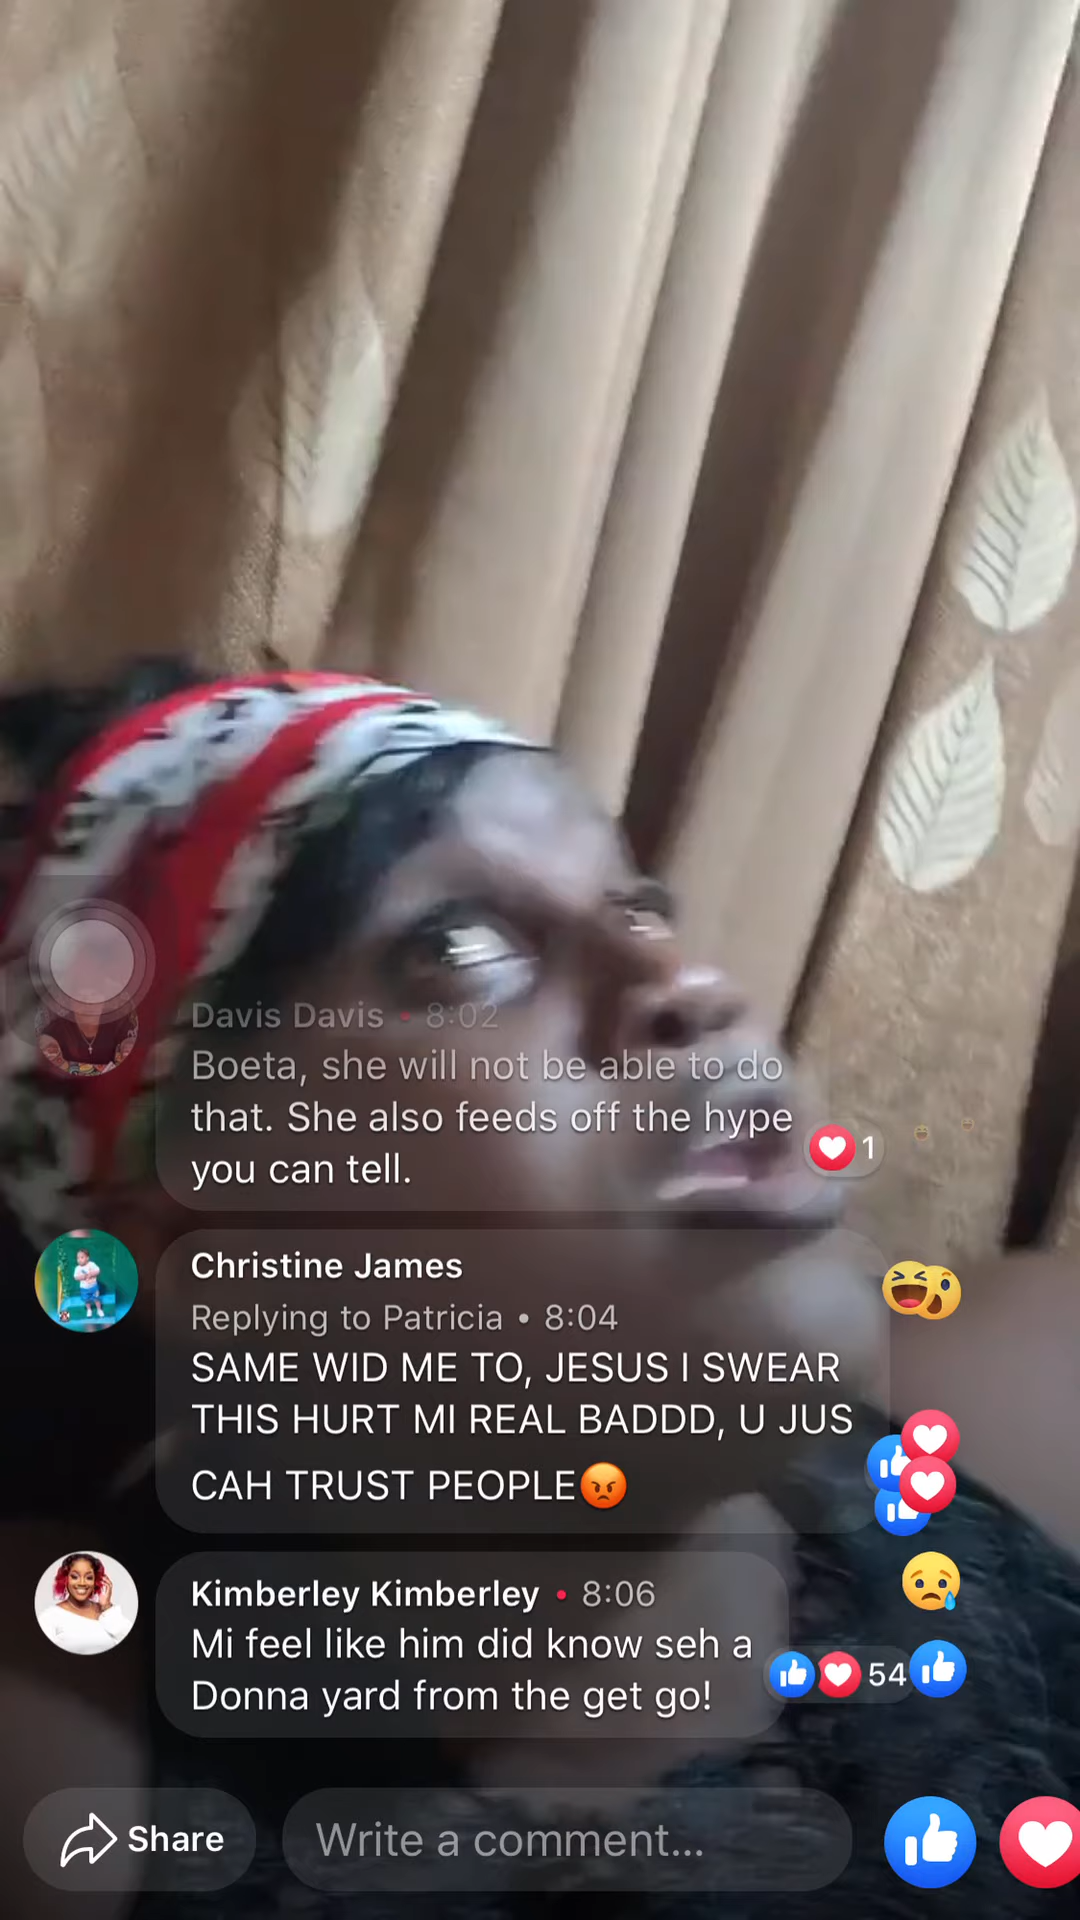 Davis Davis • 8:02
Boeta, she will not be able to do
that. She also feeds off the hype
you can tell.
1
Christine James
Replying to Patricia • 8:04
SAME WID ME TO, JESUS I SWEAR
THIS HURT MI REAL BADDD, U JUS
CAH TRUST PEOPLE😡
Kimberley Kimberley • 8:06
Mi feel like him did know seh a
Donna yard from the get go!
54
Share
Write a comment...